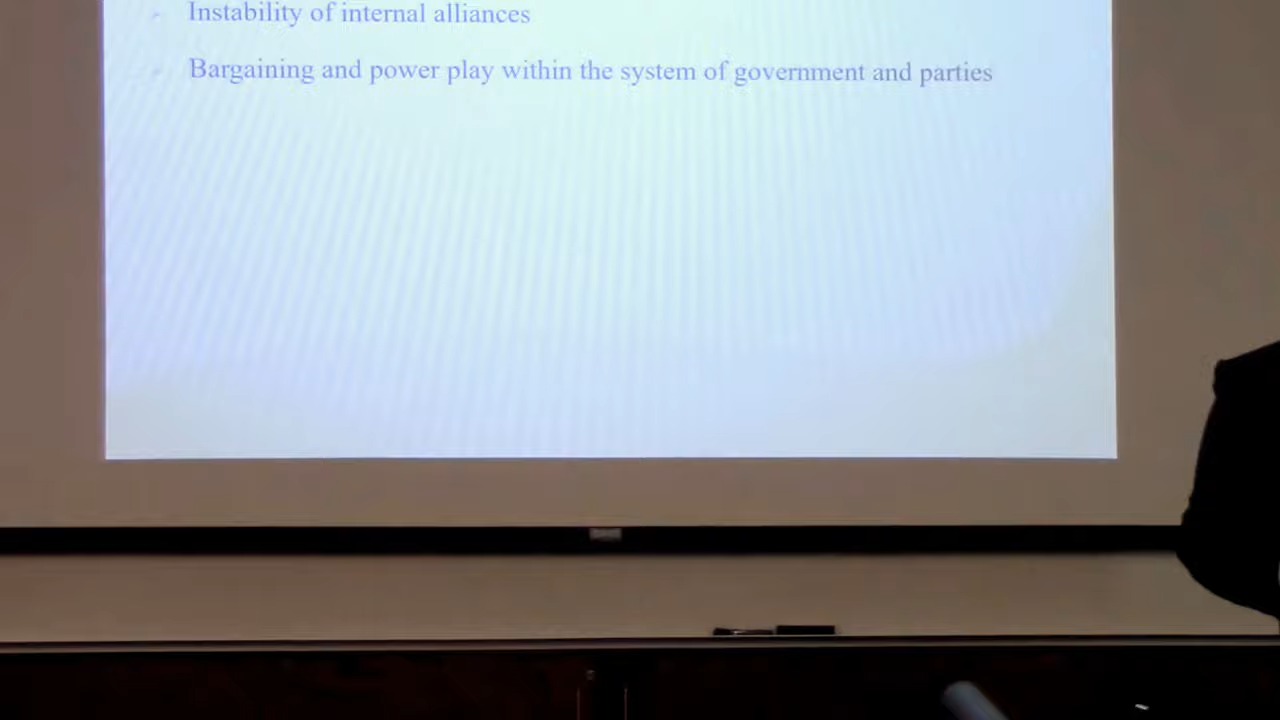 Instability of internal alliances
Bargaining and power play within the system of government and parties